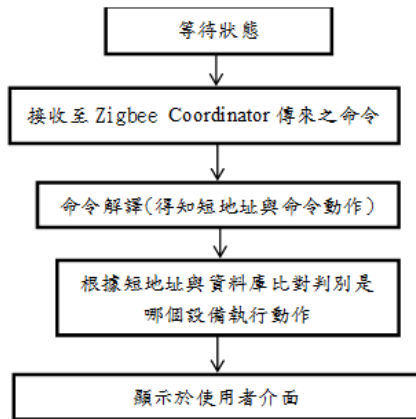 等待狀態
接收至 Zigbee Coordinator 傳來之命令
命令解譯(得知短地址與命令動作)
根據短地址與資料庫比對判別是
哪個設備執行動作
顯示於使用者介面